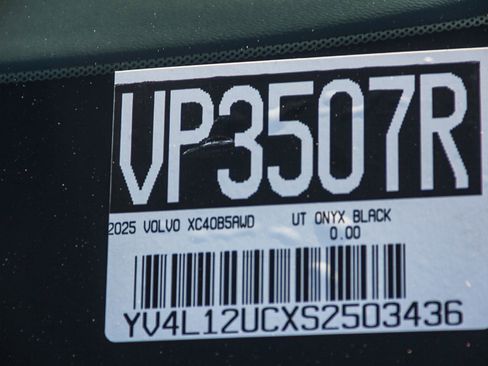 VP3507R
2025 VOLVO XC40B5AWD UT ONYX BLACK
0.00
YV4L12UCXS2503436